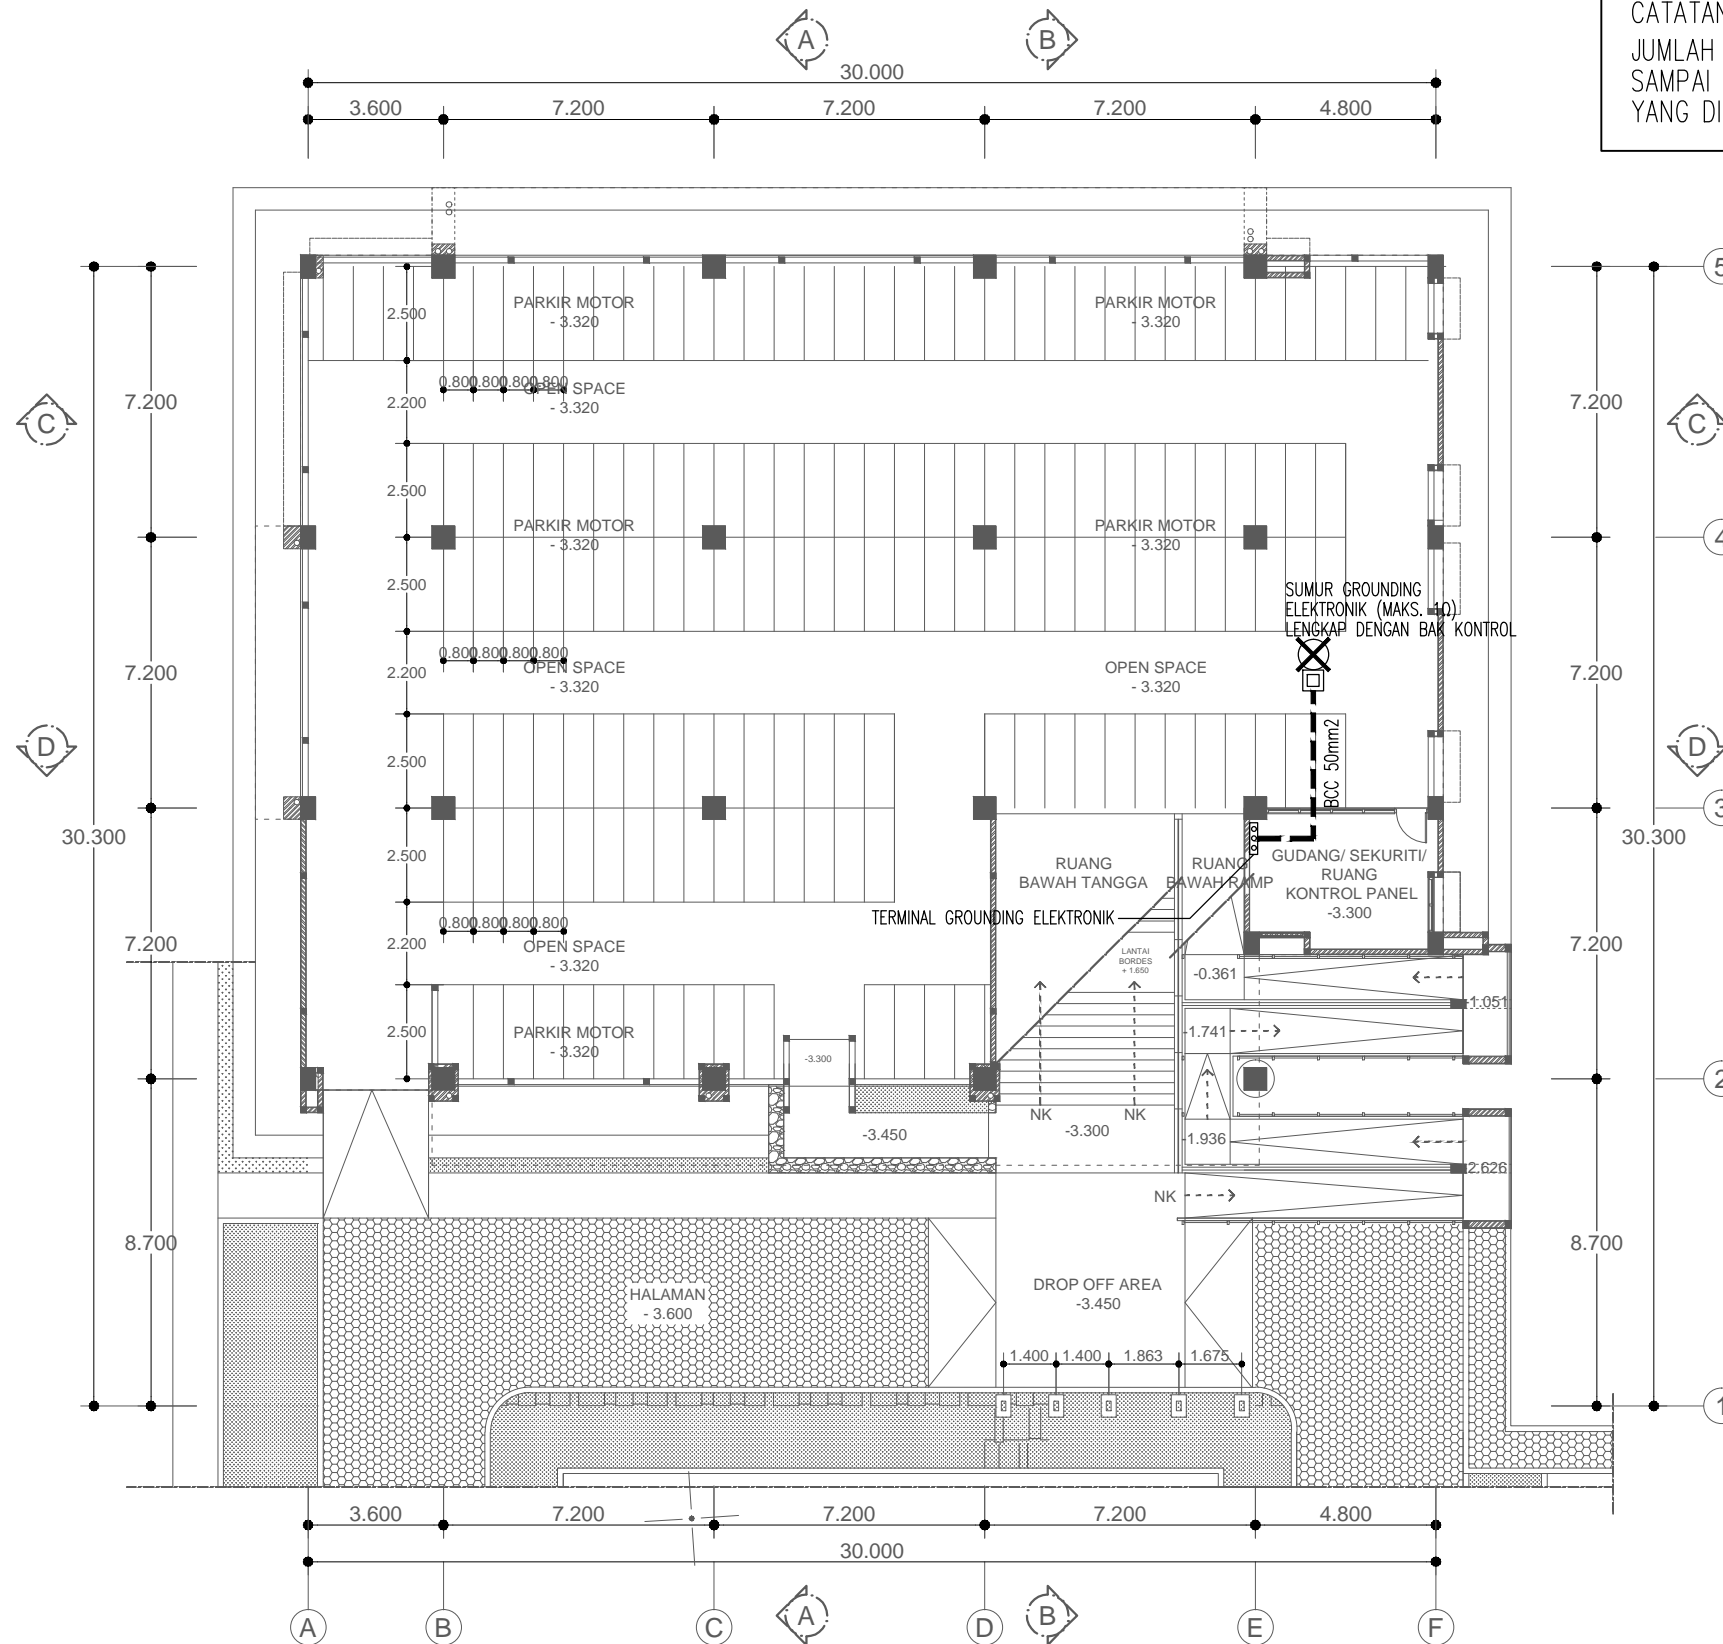 CATATAN
JUMLAH
SAMPAI
YANG DI
A
B
30.000
3.600
7.200
7.200
7.200
4.800
5
PARKIR MOTOR
- 3.320
PARKIR MOTOR
- 3.320
2.500
0.800
0.800
0.800
0.800
OPEN SPACE
- 3.320
2.200
7.200
7.200
C
C
2.500
PARKIR MOTOR
- 3.320
PARKIR MOTOR
- 3.320
4
2.500
SUMUR GROUNDING
ELEKTRONIK (MAKS. 1Ω)
LENGKAP DENGAN BAK KONTROL
0.800
0.800
0.800
0.800
OPEN SPACE
- 3.320
OPEN SPACE
- 3.320
2.200
7.200
7.200
D
D
BCC 50mm2
2.500
3
30.300
30.300
2.500
RUANG
BAWAH TANGGA
RUANG
BAWAH RAMP
GUDANG/ SEKURITI/
RUANG
KONTROL PANEL
-3.300
TERMINAL GROUNDING ELEKTRONIK
0.800
0.800
0.800
0.800
OPEN SPACE
- 3.320
2.200
7.200
7.200
LANTAI
BORDES
+ 1.650
-0.361
-1.051
2.500
PARKIR MOTOR
- 3.320
-3.300
-1.741
2
NK
NK
-3.450
-3.300
-1.936
-2.626
NK
8.700
8.700
HALAMAN
- 3.600
DROP OFF AREA
-3.450
1.400
1.400
1.863
1.675
1
3.600
7.200
7.200
7.200
4.800
30.000
A
B
C
A
D
B
E
F